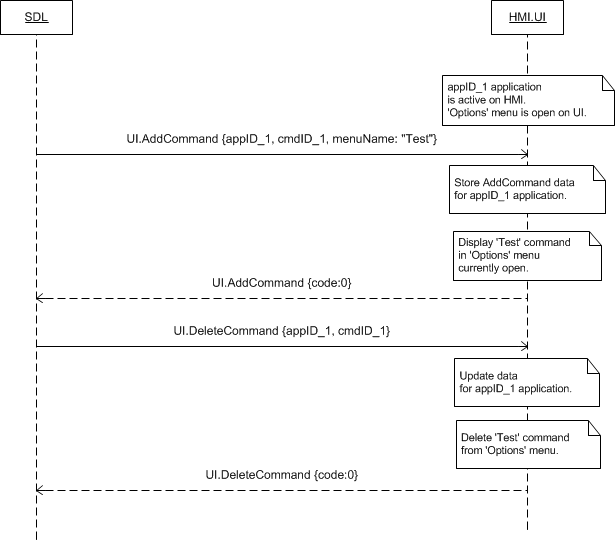 SDL
HMI.UI
appID_1 application
is active on HMI.
'Options' menu is open on UI.
UI.AddCommand {appID_1, cmdID_1, menuName: "Test"}
Store AddCommand data
for appID_1 application.
Display 'Test' command
in 'Options' menu
currently open.
UI.AddCommand {code:0}
UI.DeleteCommand {appID_1, cmdID_1}
Update data
for appID_1 application.
Delete 'Test' command
from 'Options' menu.
UI.DeleteCommand {code:0}